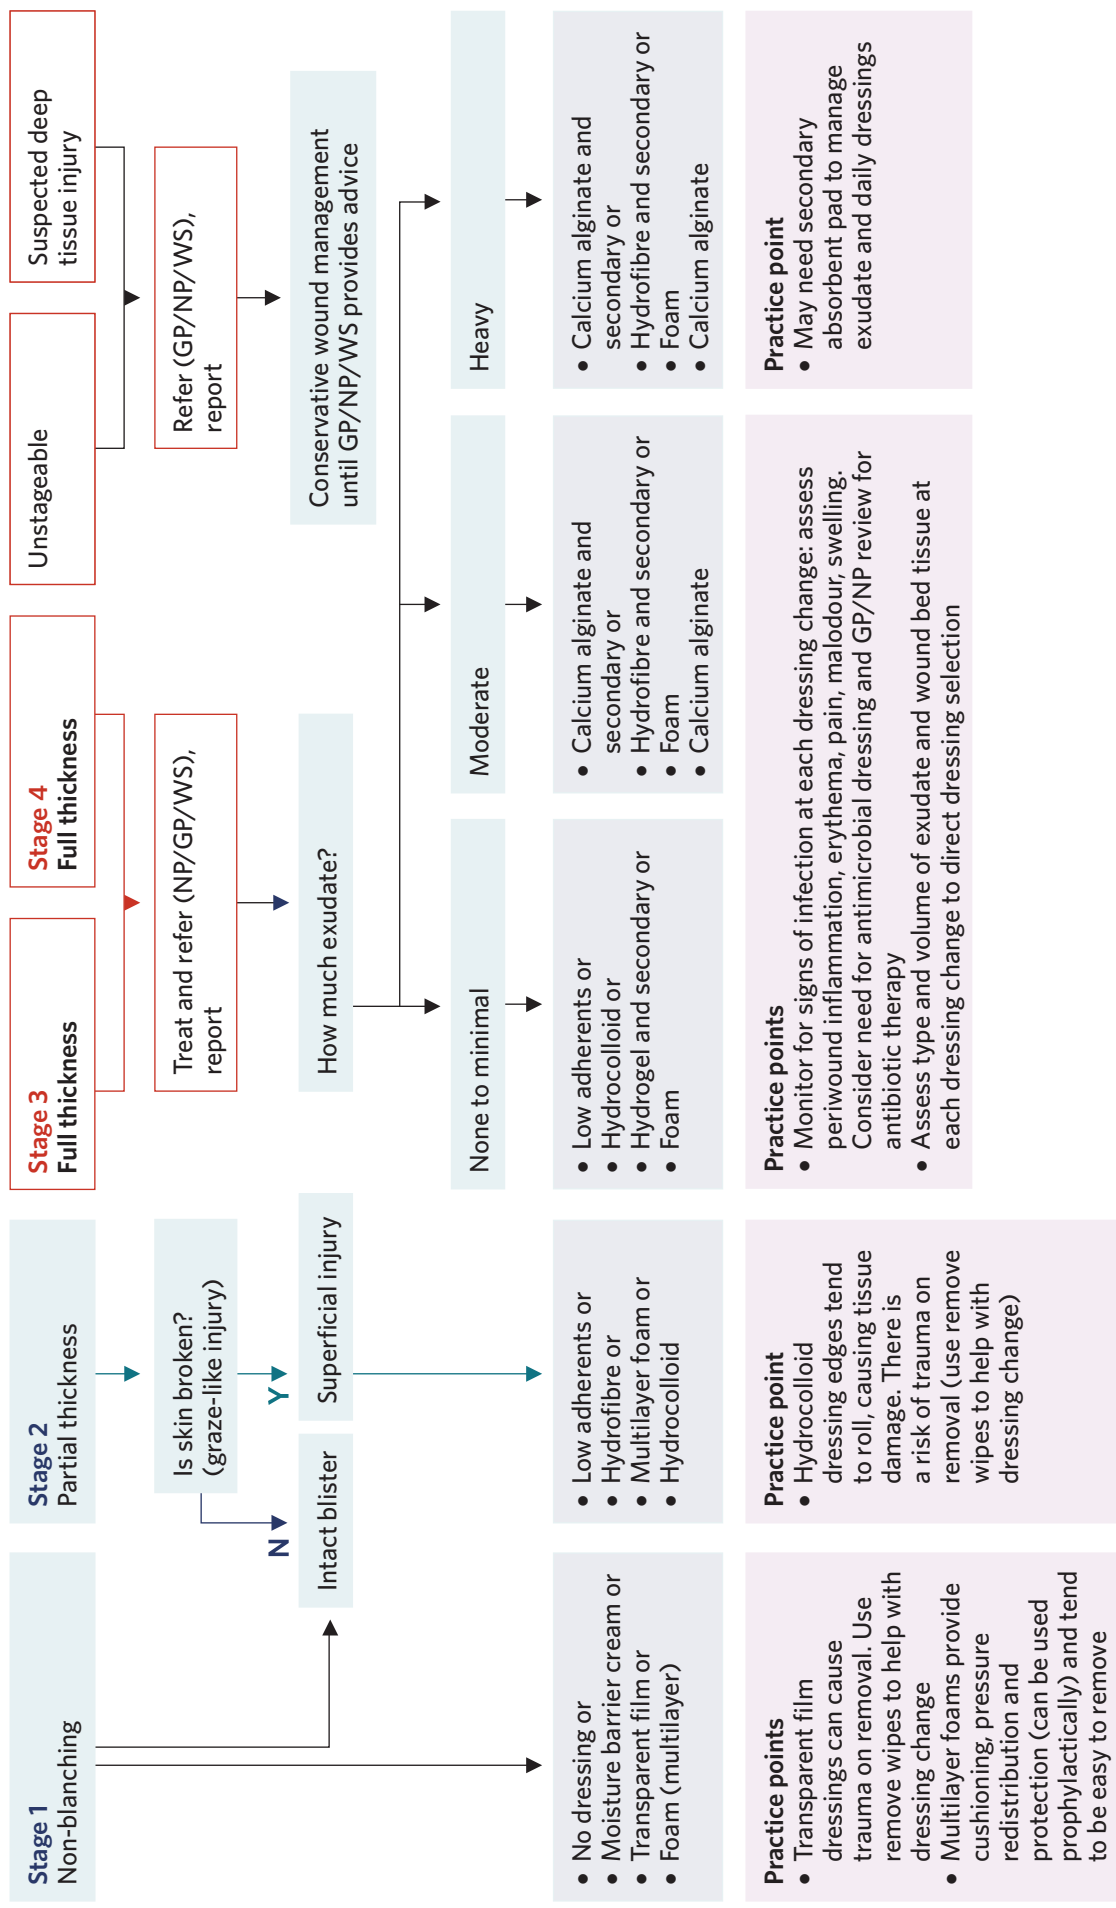 Stage 1
Non-blanching
Stage 2
Partial thickness
Stage 3
Full thickness
Stage 4
Full thickness
Unstageable
Suspected deep
tissue injury
Is skin broken?
(graze-like injury)
Treat and refer (NP/GP/WS),
report
Refer (GP/NP/WS),
report
N
Y
Intact blister
Superficial injury
How much exudate?
Conservative wound management
until GP/NP/WS provides advice
None to minimal
Moderate
Heavy
• No dressing or
• Moisture barrier cream or
• Transparent film or
• Foam (multilayer)
• Low adherents or
• Hydrofibre or
• Multilayer foam or
• Hydrocolloid
• Low adherents or
• Hydrocolloid or
• Hydrogel and secondary or
• Foam
• Calcium alginate and
secondary or
• Hydrofibre and secondary or
• Foam
• Calcium alginate
• Calcium alginate and
secondary or
• Hydrofibre and secondary or
• Foam
• Calcium alginate
Practice points
• Transparent film
dressings can cause
trauma on removal. Use
remove wipes to help with
dressing change
• Multilayer foams provide
cushioning, pressure
redistribution and
protection (can be used
prophylactically) and tend
to be easy to remove
Practice point
• Hydrocolloid
dressing edges tend
to roll, causing tissue
damage. There is
a risk of trauma on
removal (use remove
wipes to help with
dressing change)
Practice points
• Monitor for signs of infection at each dressing change: assess
periwound inflammation, erythema, pain, malodour, swelling.
Consider need for antimicrobial dressing and GP/NP review for
antibiotic therapy
• Assess type and volume of exudate and wound bed tissue at
each dressing change to direct dressing selection
Practice point
• May need secondary
absorbent pad to manage
exudate and daily dressings